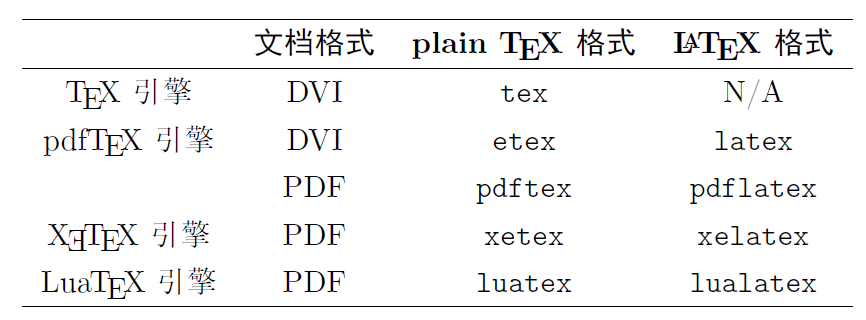 文档格式 plain TEX 格式 LATEX 格式
TEX 引擎 DVI tex N/A
pdfTEX 引擎 DVI etex latex
PDF pdftex pdflatex
XƎTEX 引擎 PDF xetex xelatex
LuaTEX 引擎 PDF luatex lualatex